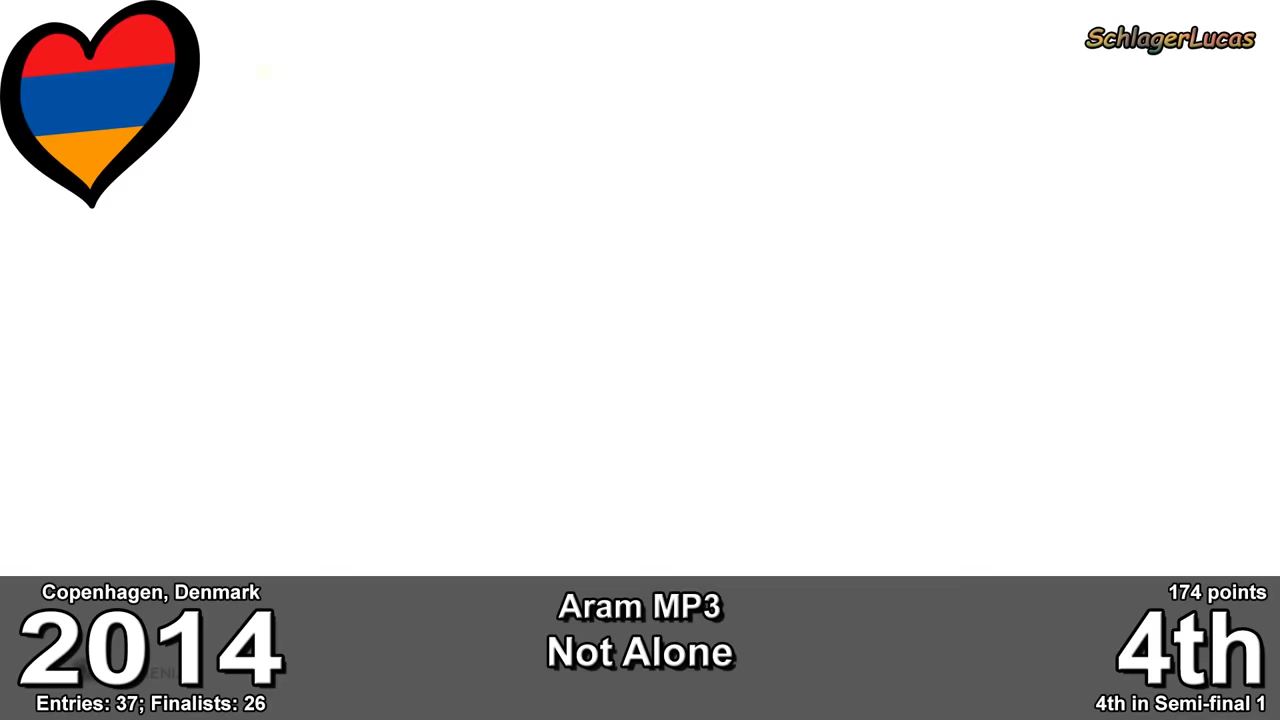 SchlagerLucas
Copenhagen, Denmark
2014
Entries: 37; Finalists: 26
Aram MP3
Not Alone
174 points
4th
4th in Semi-final 1